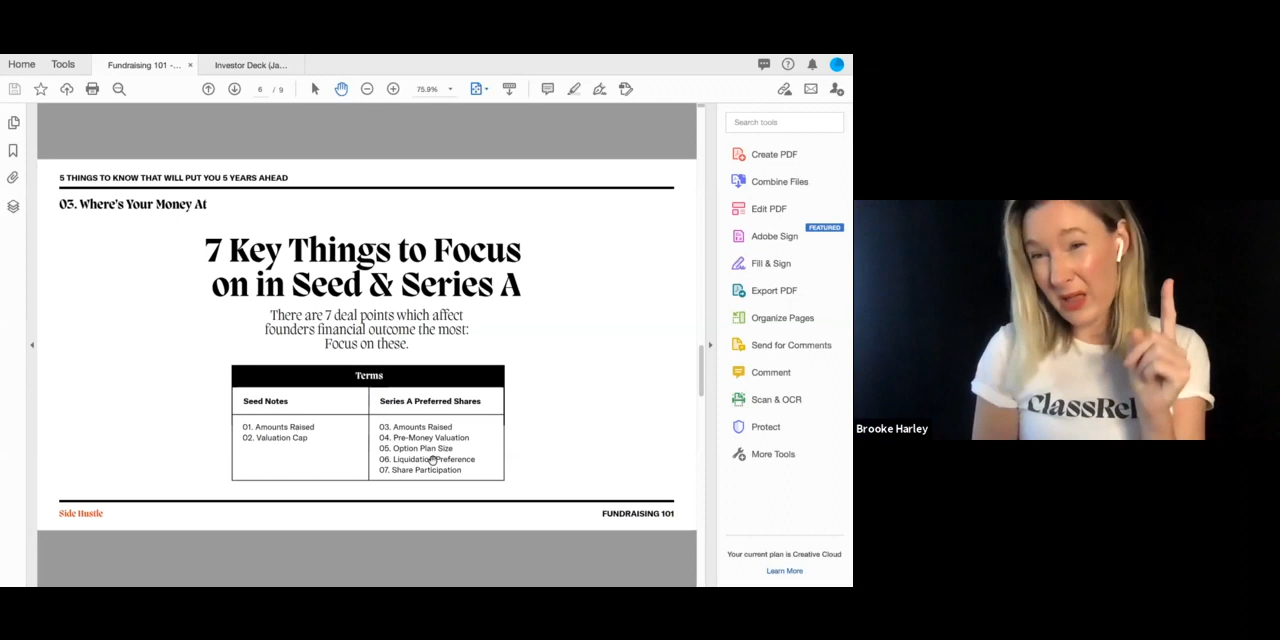 Home Tools Fundraising 101 -... × Investor Deck (Ja...
6 / 9 75.9%
Search tools
Create PDF
Combine Files
Edit PDF
FEATURED
Adobe Sign
Fill & Sign
Export PDF
Organize Pages
Send for Comments
Comment
Scan & OCR
Protect
More Tools
Your current plan is Creative Cloud
Learn More
5 THINGS TO KNOW THAT WILL PUT YOU 5 YEARS AHEAD
03. Where's Your Money At
7 Key Things to Focus
on in Seed & Series A
There are 7 deal points which affect
founders financial outcome the most:
Focus on these.
Terms
Seed Notes
01. Amounts Raised
02. Valuation Cap
Series A Preferred Shares
03. Amounts Raised
04. Pre-Money Valuation
05. Option Plan Size
06. Liquidation Preference
07. Share Participation
Side Hustle
FUNDRAISING 101
Brooke Harley